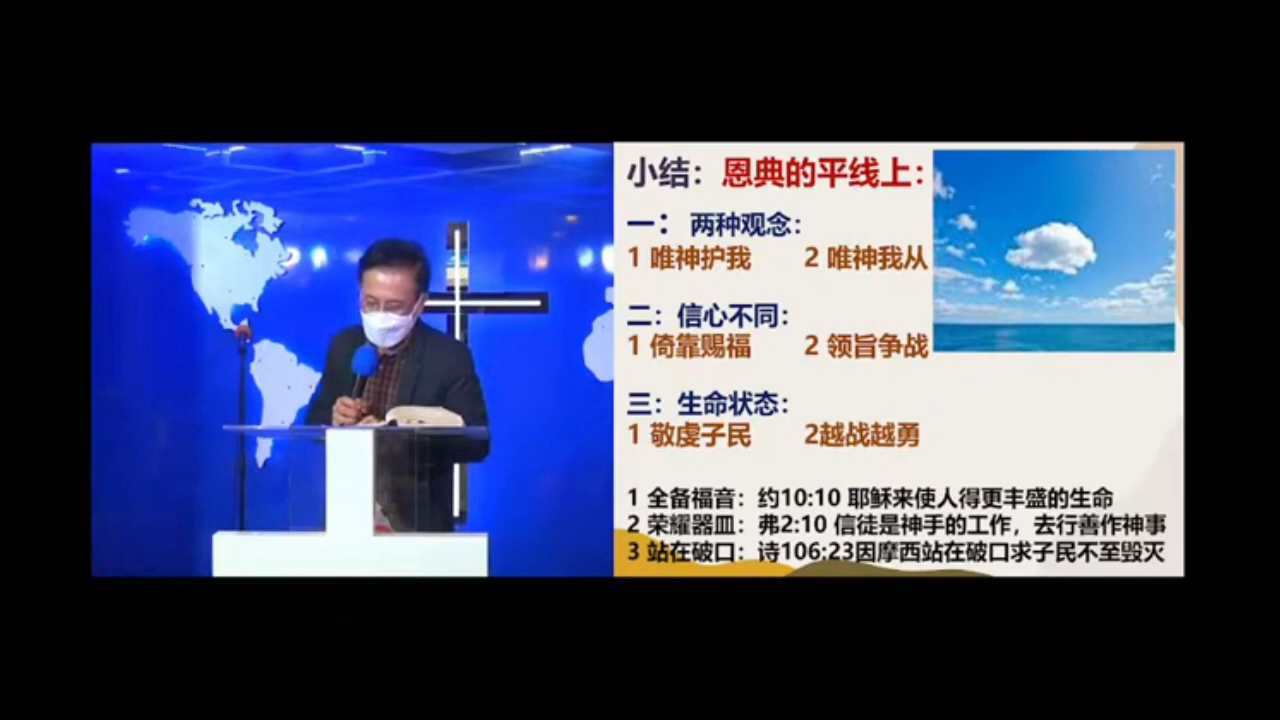 小结：恩典的平线上：
一：两种观念：
1 唯神护我 2 唯神我从
二：信心不同：
1 倚靠赐福 2 领旨争战
三：生命状态：
1 敬虔子民 2越战越勇
1 全备福音：约10:10 耶稣来使人得更丰盛的生命
2 荣耀器皿：弗2:10 信徒是神手的工作，去行善作神事
3 站在破口：诗106:23因摩西站在破口求子民不至毁灭